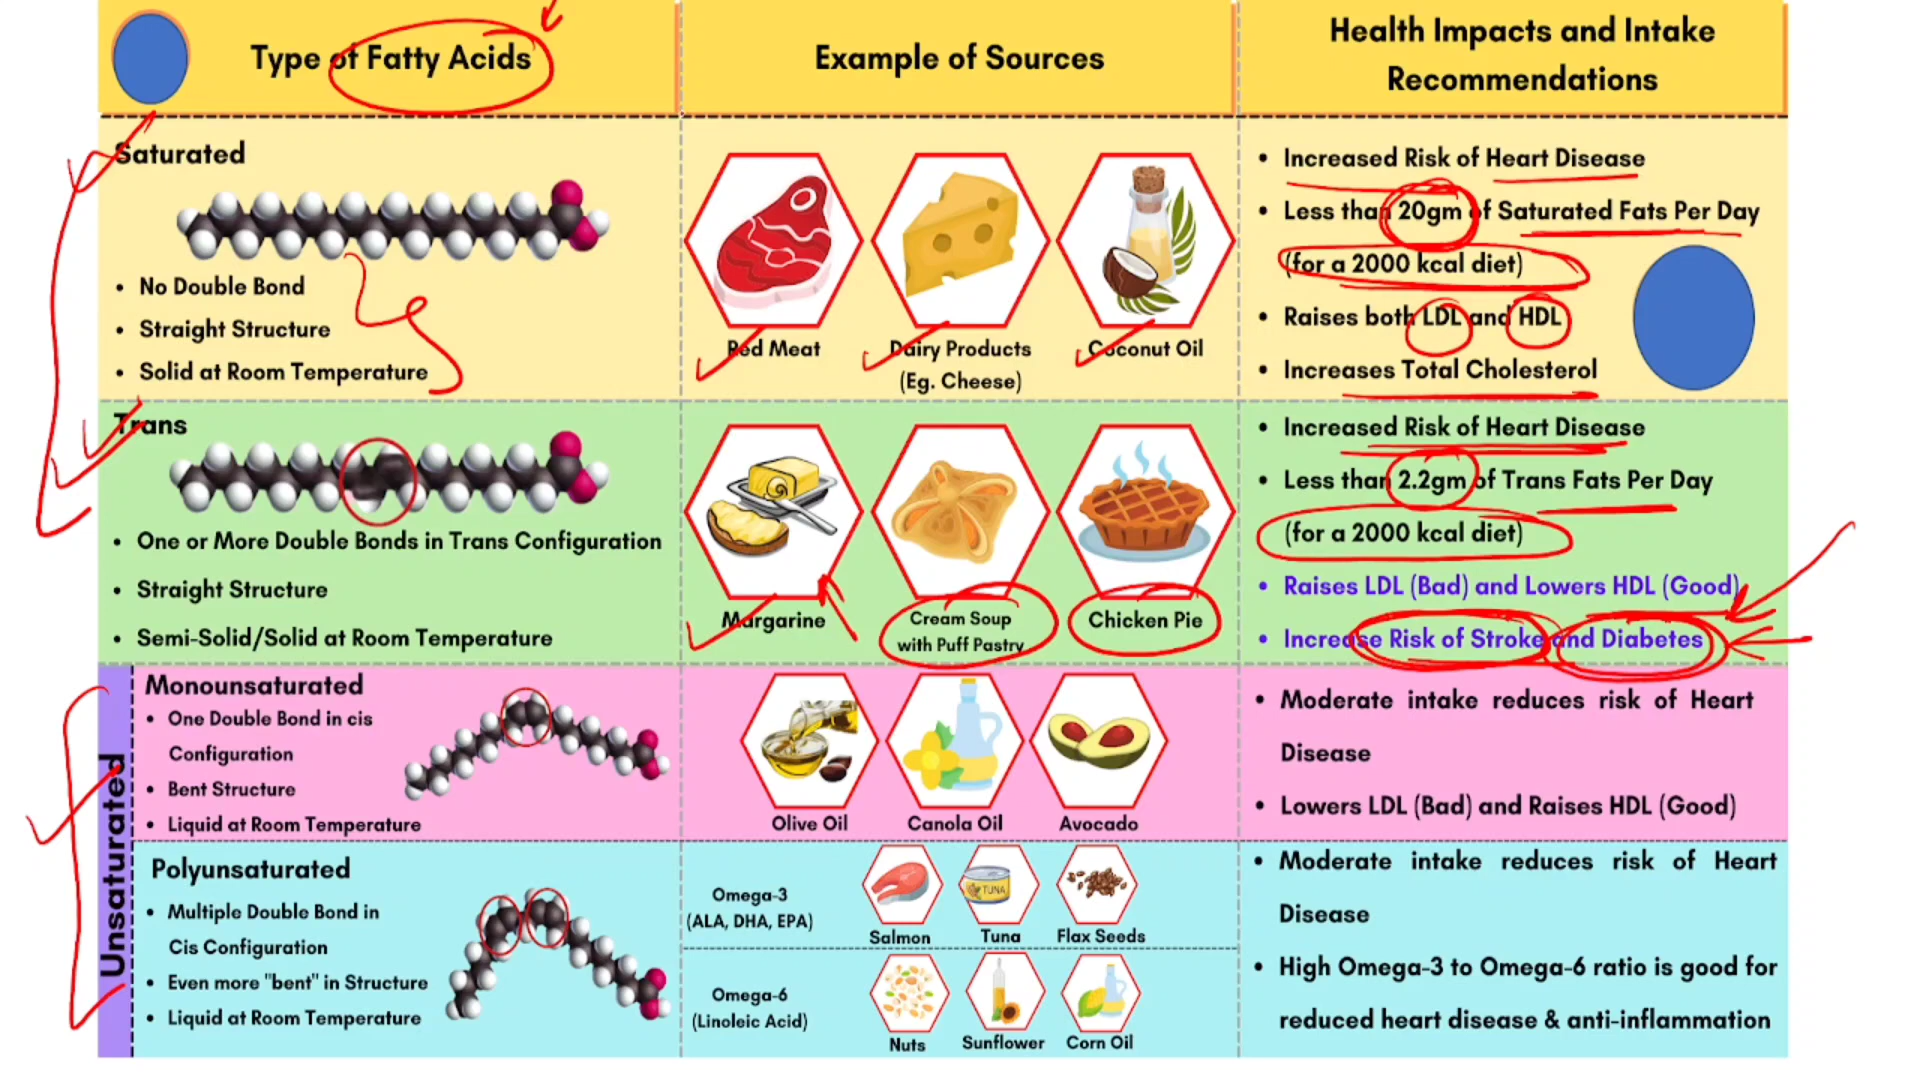 Type of Fatty Acids
Example of Sources
Health Impacts and Intake
Recommendations
Saturated
• No Double Bond
• Straight Structure
• Solid at Room Temperature
Red Meat
Dairy Products
(Eg. Cheese)
Coconut Oil
• Increased Risk of Heart Disease
• Less than 20gm of Saturated Fats Per Day
(for a 2000 kcal diet)
• Raises both LDL and HDL
• Increases Total Cholesterol
Trans
• One or More Double Bonds in Trans Configuration
• Straight Structure
• Semi-Solid/Solid at Room Temperature
Margarine
Cream Soup
with Puff Pastry
Chicken Pie
• Increased Risk of Heart Disease
• Less than 2.2gm of Trans Fats Per Day
(for a 2000 kcal diet)
• Raises LDL (Bad) and Lowers HDL (Good)
• Increase Risk of Stroke and Diabetes
Unsaturated
Monounsaturated
• One Double Bond in cis
Configuration
• Bent Structure
• Liquid at Room Temperature
Olive Oil
Canola Oil
Avocado
• Moderate intake reduces risk of Heart
Disease
• Lowers LDL (Bad) and Raises HDL (Good)
Polyunsaturated
• Multiple Double Bond in
Cis Configuration
• Even more "bent" in Structure
• Liquid at Room Temperature
Omega-3
(ALA, DHA, EPA)
TUNA
Salmon
Tuna
Flax Seeds
Omega-6
(Linoleic Acid)
Nuts
Sunflower
Corn Oil
• Moderate intake reduces risk of Heart
Disease
• High Omega-3 to Omega-6 ratio is good for
reduced heart disease & anti-inflammation